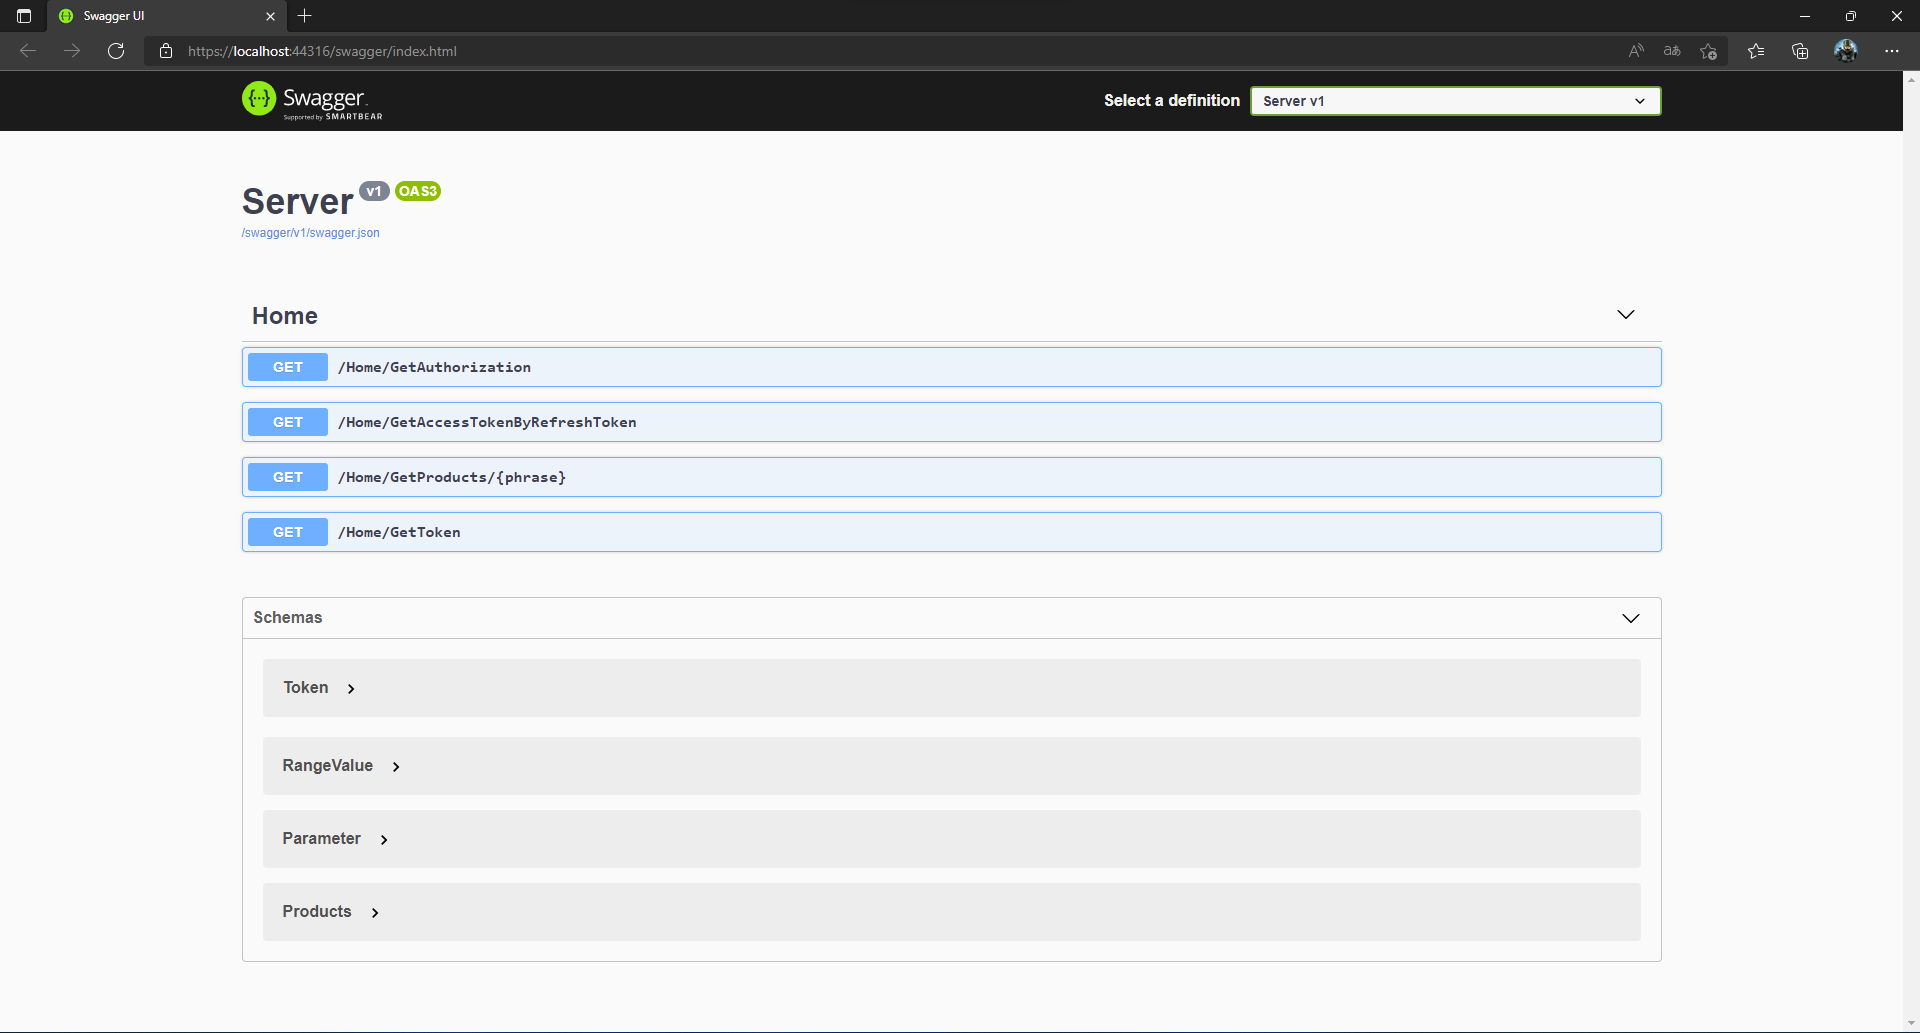 Swagger UI
https://localhost:44316/swagger/index.html
Swagger
Supported by SMARTBEAR
Select a definition
Server v1
Server v1 OAS3
/swagger/v1/swagger.json
Home
GET /Home/GetAuthorization
GET /Home/GetAccessTokenByRefreshToken
GET /Home/GetProducts/{phrase}
GET /Home/GetToken
Schemas
Token
RangeValue
Parameter
Products